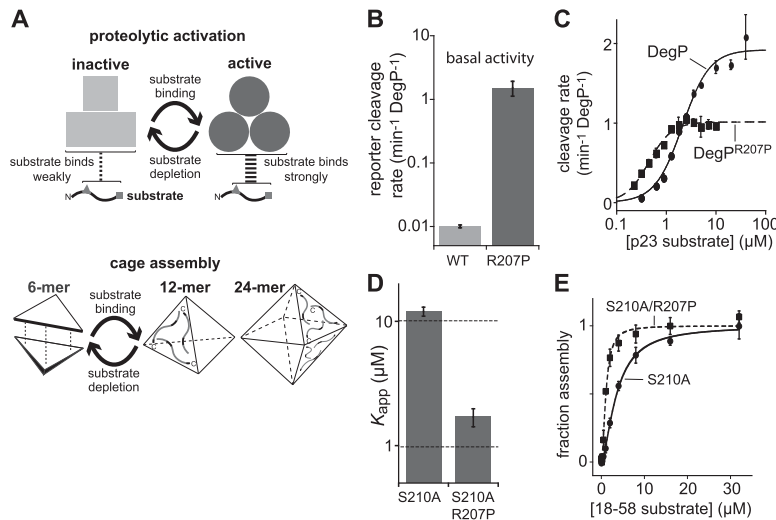 A
proteolytic activation
inactive
active
substrate
binding
substrate
depletion
substrate binds
weakly
substrate binds
strongly
N
substrate
N
cage assembly
6-mer
12-mer
24-mer
substrate
binding
substrate
depletion
B
reporter cleavage
rate (min⁻¹ DegP⁻¹)
10
1
0.1
0.01
basal activity
WT
R207P
C
cleavage rate
(min⁻¹ DegP⁻¹)
2
1
0
DegP
DegP^R207P
0.1
1
10
100
[p23 substrate] (µM)
D
Kapp (µM)
10
1
S210A
S210A
R207P
E
fraction assembly
1
0
S210A/R207P
S210A
0
10
20
30
[18-58 substrate] (µM)